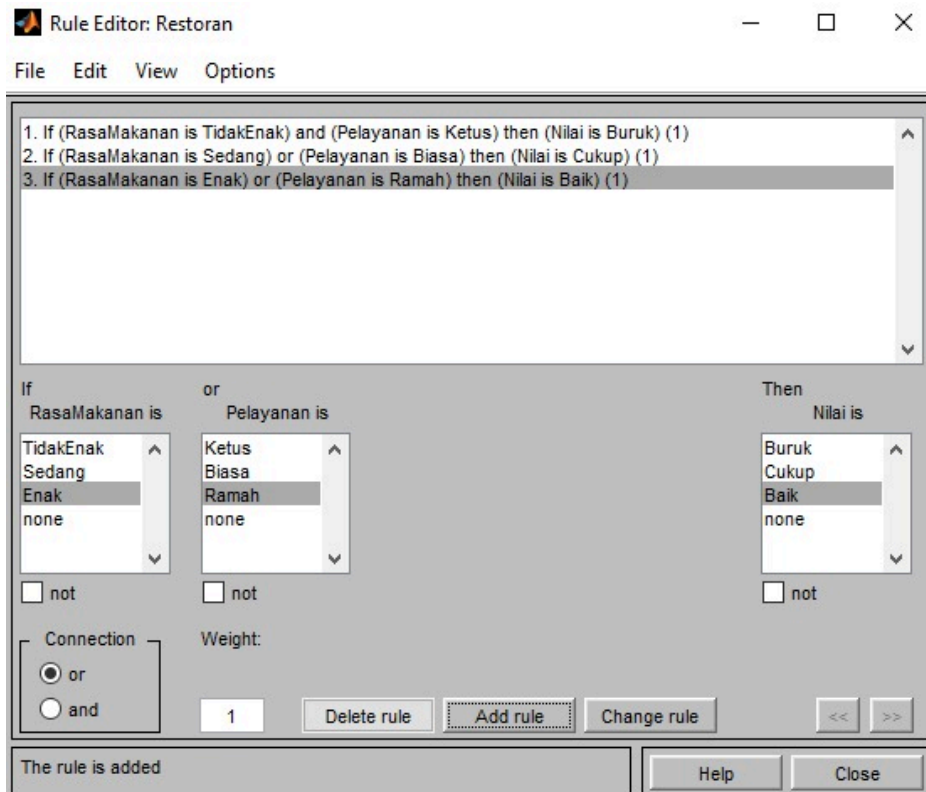 Rule Editor: Restoran
File Edit View Options
1. If (RasaMakanan is TidakEnak) and (Pelayanan is Ketus) then (Nilai is Buruk) (1)
2. If (RasaMakanan is Sedang) or (Pelayanan is Biasa) then (Nilai is Cukup) (1)
3. If (RasaMakanan is Enak) or (Pelayanan is Ramah) then (Nilai is Baik) (1)
If or Then
RasaMakanan is Pelayanan is Nilai is
TidakEnak Ketus Buruk
Sedang Biasa Cukup
Enak Ramah Baik
none none none
not not not
Connection Weight:
or
and 1 Delete rule Add rule Change rule << >>
The rule is added Help Close